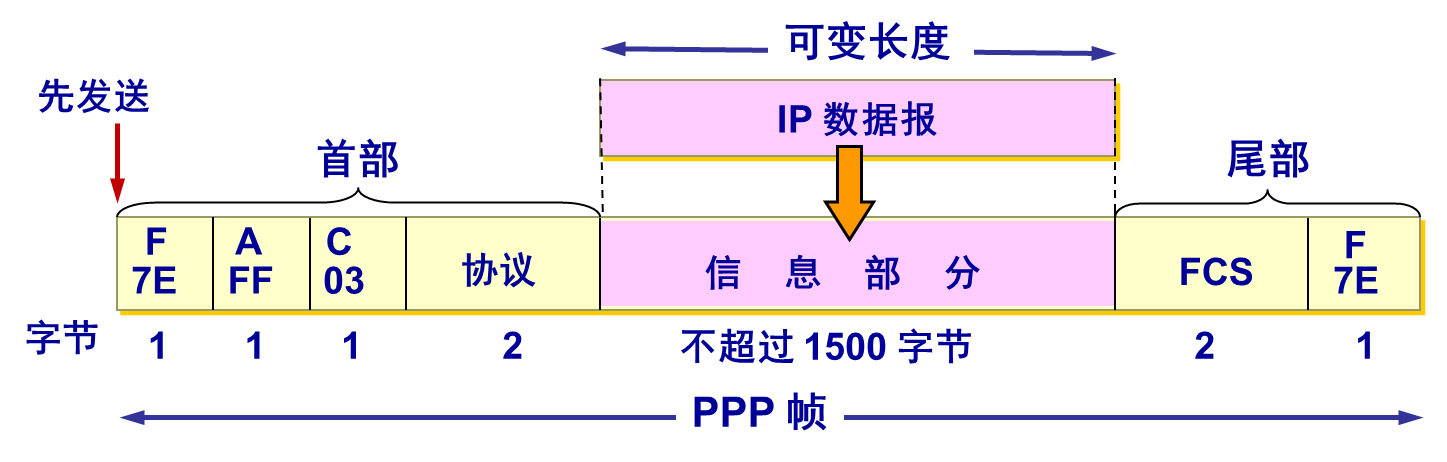 可变长度
先发送
IP 数据报
首部
尾部
F A C F
7E FF 03 协议 信 息 部 分 FCS 7E
字节 1 1 1 2 不超过 1500 字节 2 1
PPP 帧